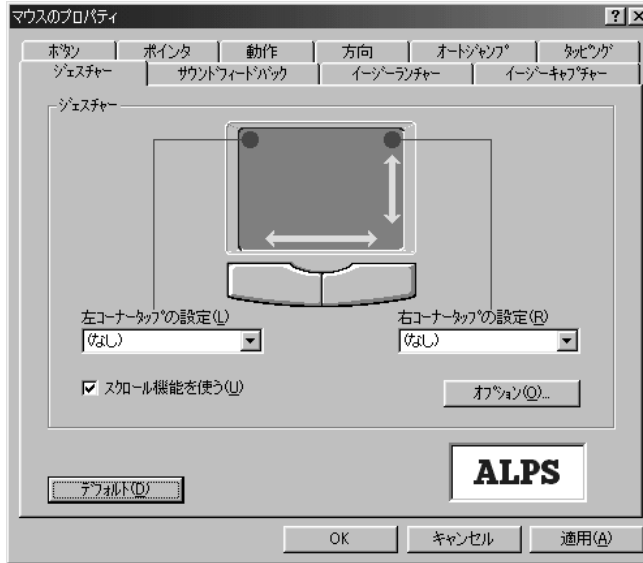 マウスのプロパティ
ボタン ポインタ 動作 方向 オートジャンプ タッピング
ジェスチャー サウンドフィードバック イージーランチャー イージーキャプチャー
ジェスチャー
左コーナータップの設定(L) 右コーナータップの設定(R)
(なし) (なし)
スクロール機能を使う(U) オプション(O)...
ALPS
デフォルト(D)
OK キャンセル 適用(A)